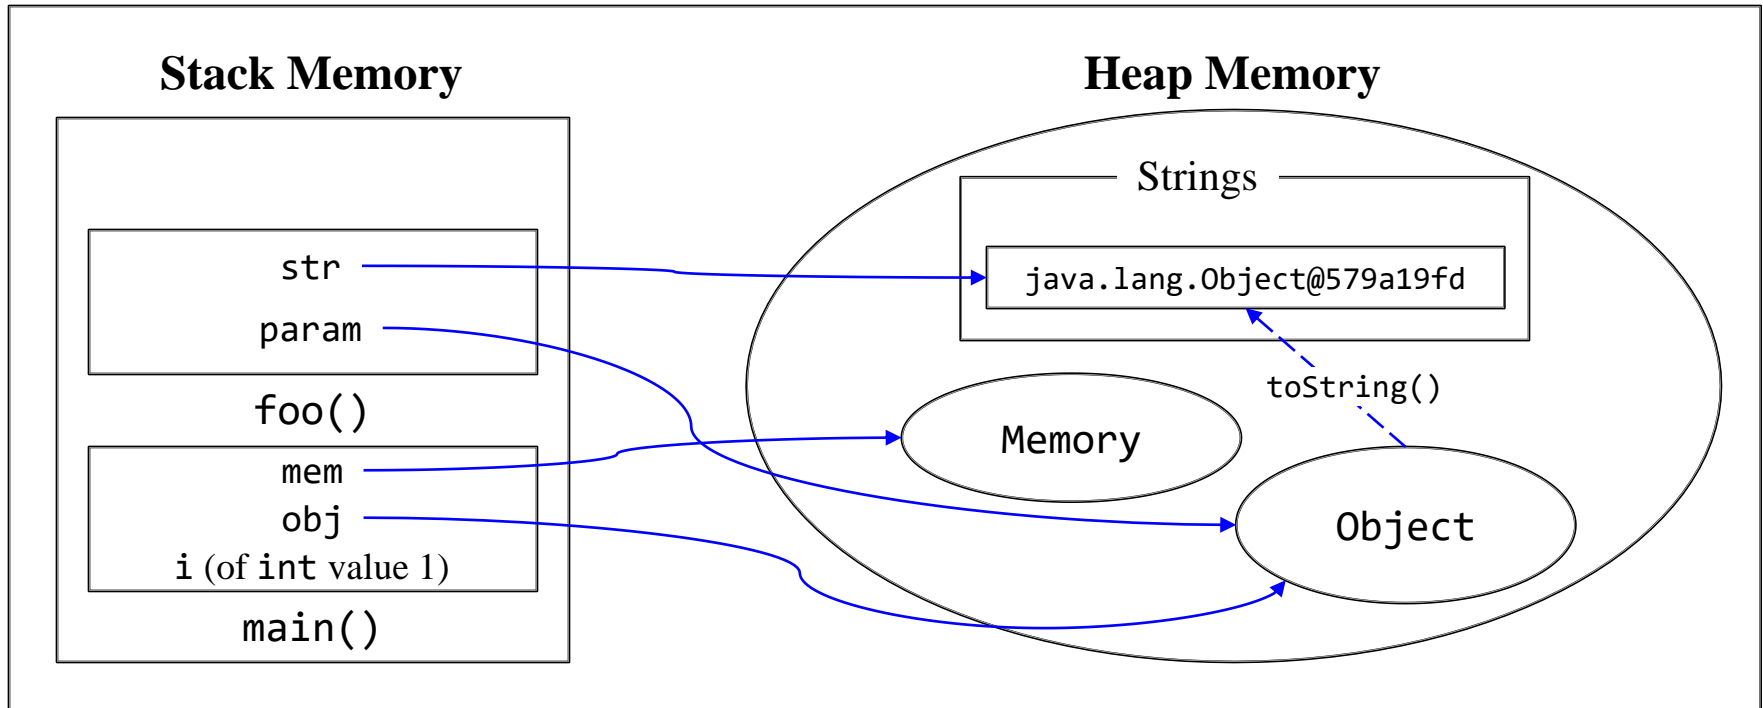 Stack Memory
str
param
foo()
mem
obj
i (of int value 1)
main()
Heap Memory
Strings
java.lang.Object@579a19fd
toString()
Memory
Object